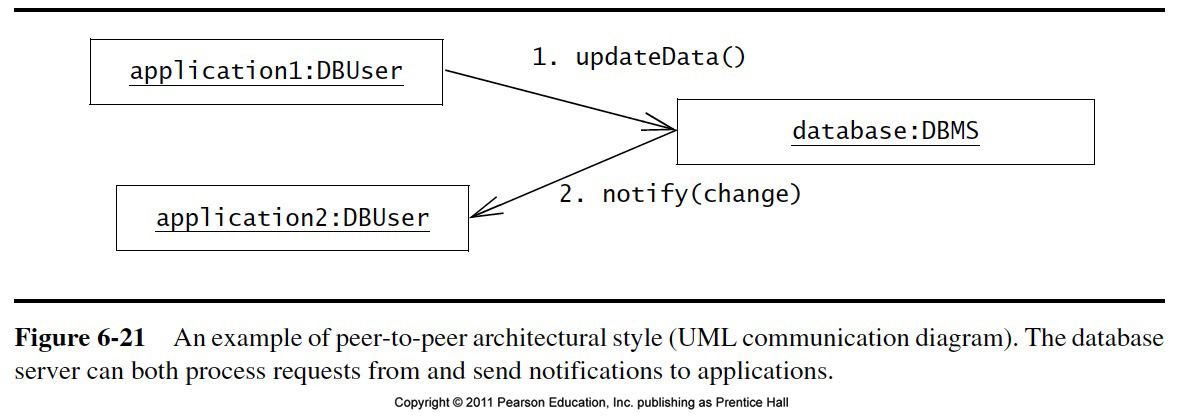 application1:DBUser
1. updateData()
database:DBMS
2. notify(change)
application2:DBUser
Figure 6-21 An example of peer-to-peer architectural style (UML communication diagram). The database
server can both process requests from and send notifications to applications.
Copyright © 2011 Pearson Education, Inc. publishing as Prentice Hall